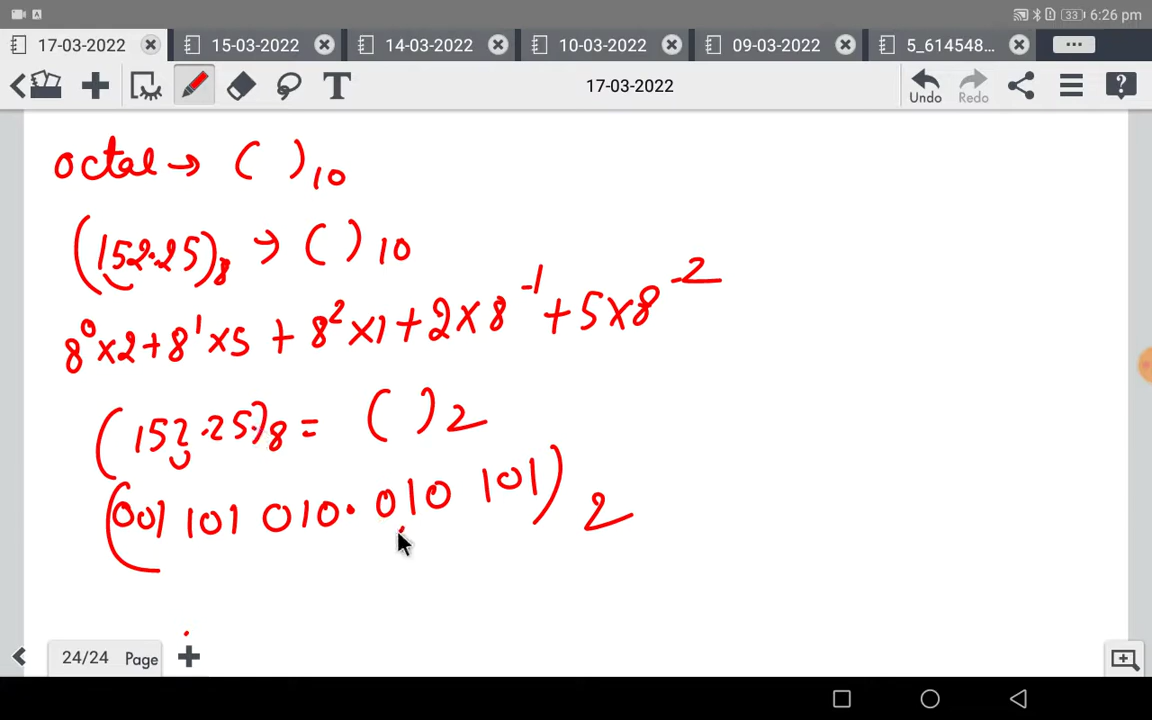 33 6:26 pm
17-03-2022 15-03-2022 14-03-2022 10-03-2022 09-03-2022 5_614548... ...
T 17-03-2022 Undo Redo ?
octal → ( )₁₀
(152.25)₈ → ( )₁₀
8⁰×2+8¹×5 + 8²×1+2×8⁻¹+5×8⁻²
(152.25.)₈ = ( )₂
(001 101 010. 010 101)₂
24/24 Page